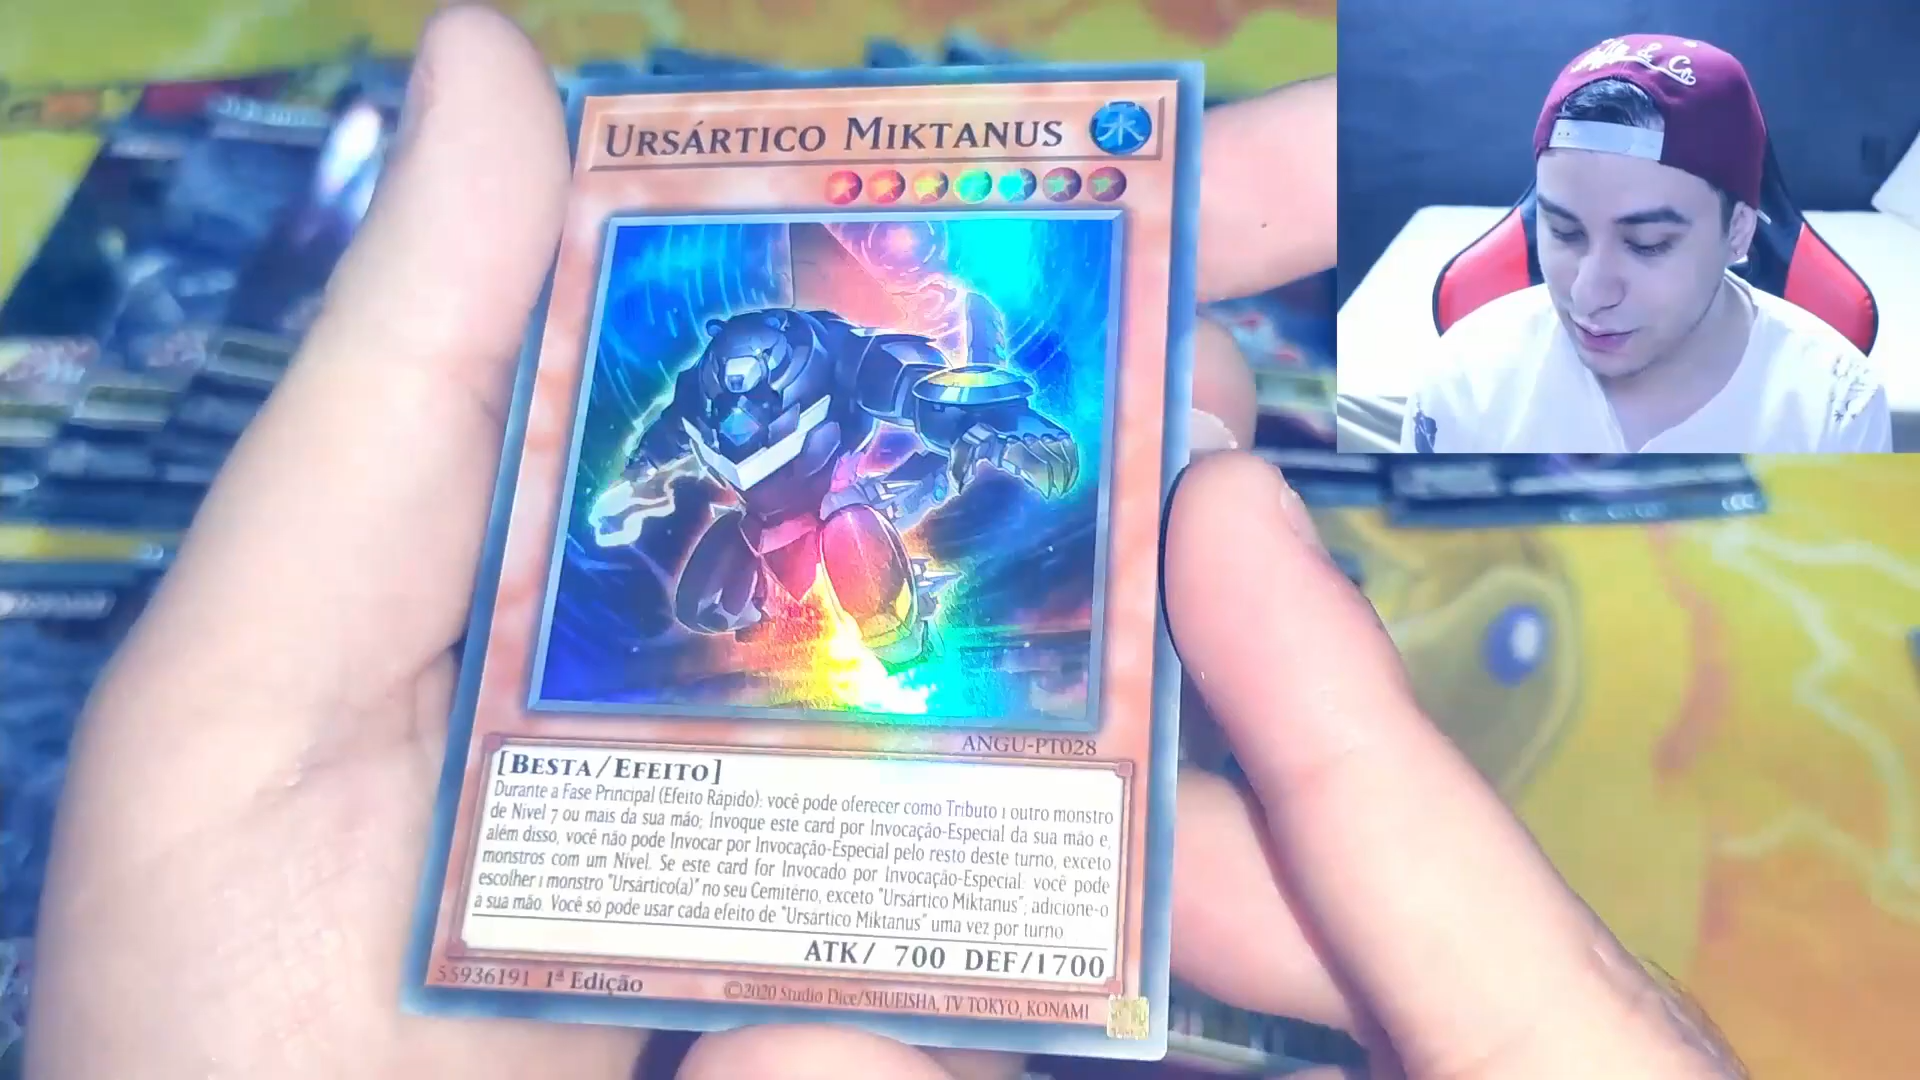 URSÁRTICO MIKTANUS
水
ANGU-PT028
[BESTA/EFEITO]
Durante a Fase Principal (Efeito Rápido): você pode oferecer como Tributo 1 outro monstro
de Nível 7 ou mais da sua mão; Invoque este card por Invocação-Especial da sua mão e,
além disso, você não pode Invocar por Invocação-Especial pelo resto deste turno, exceto
monstros com um Nível. Se este card for Invocado por Invocação-Especial: você pode
escolher 1 monstro "Ursártico(a)" no seu Cemitério, exceto "Ursártico Miktanus"; adicione-o
à sua mão. Você só pode usar cada efeito de "Ursártico Miktanus" uma vez por turno
ATK/ 700 DEF/1700
55936191 1ª Edição
©2020 Studio Dice/SHUEISHA, TV TOKYO, KONAMI
& Co